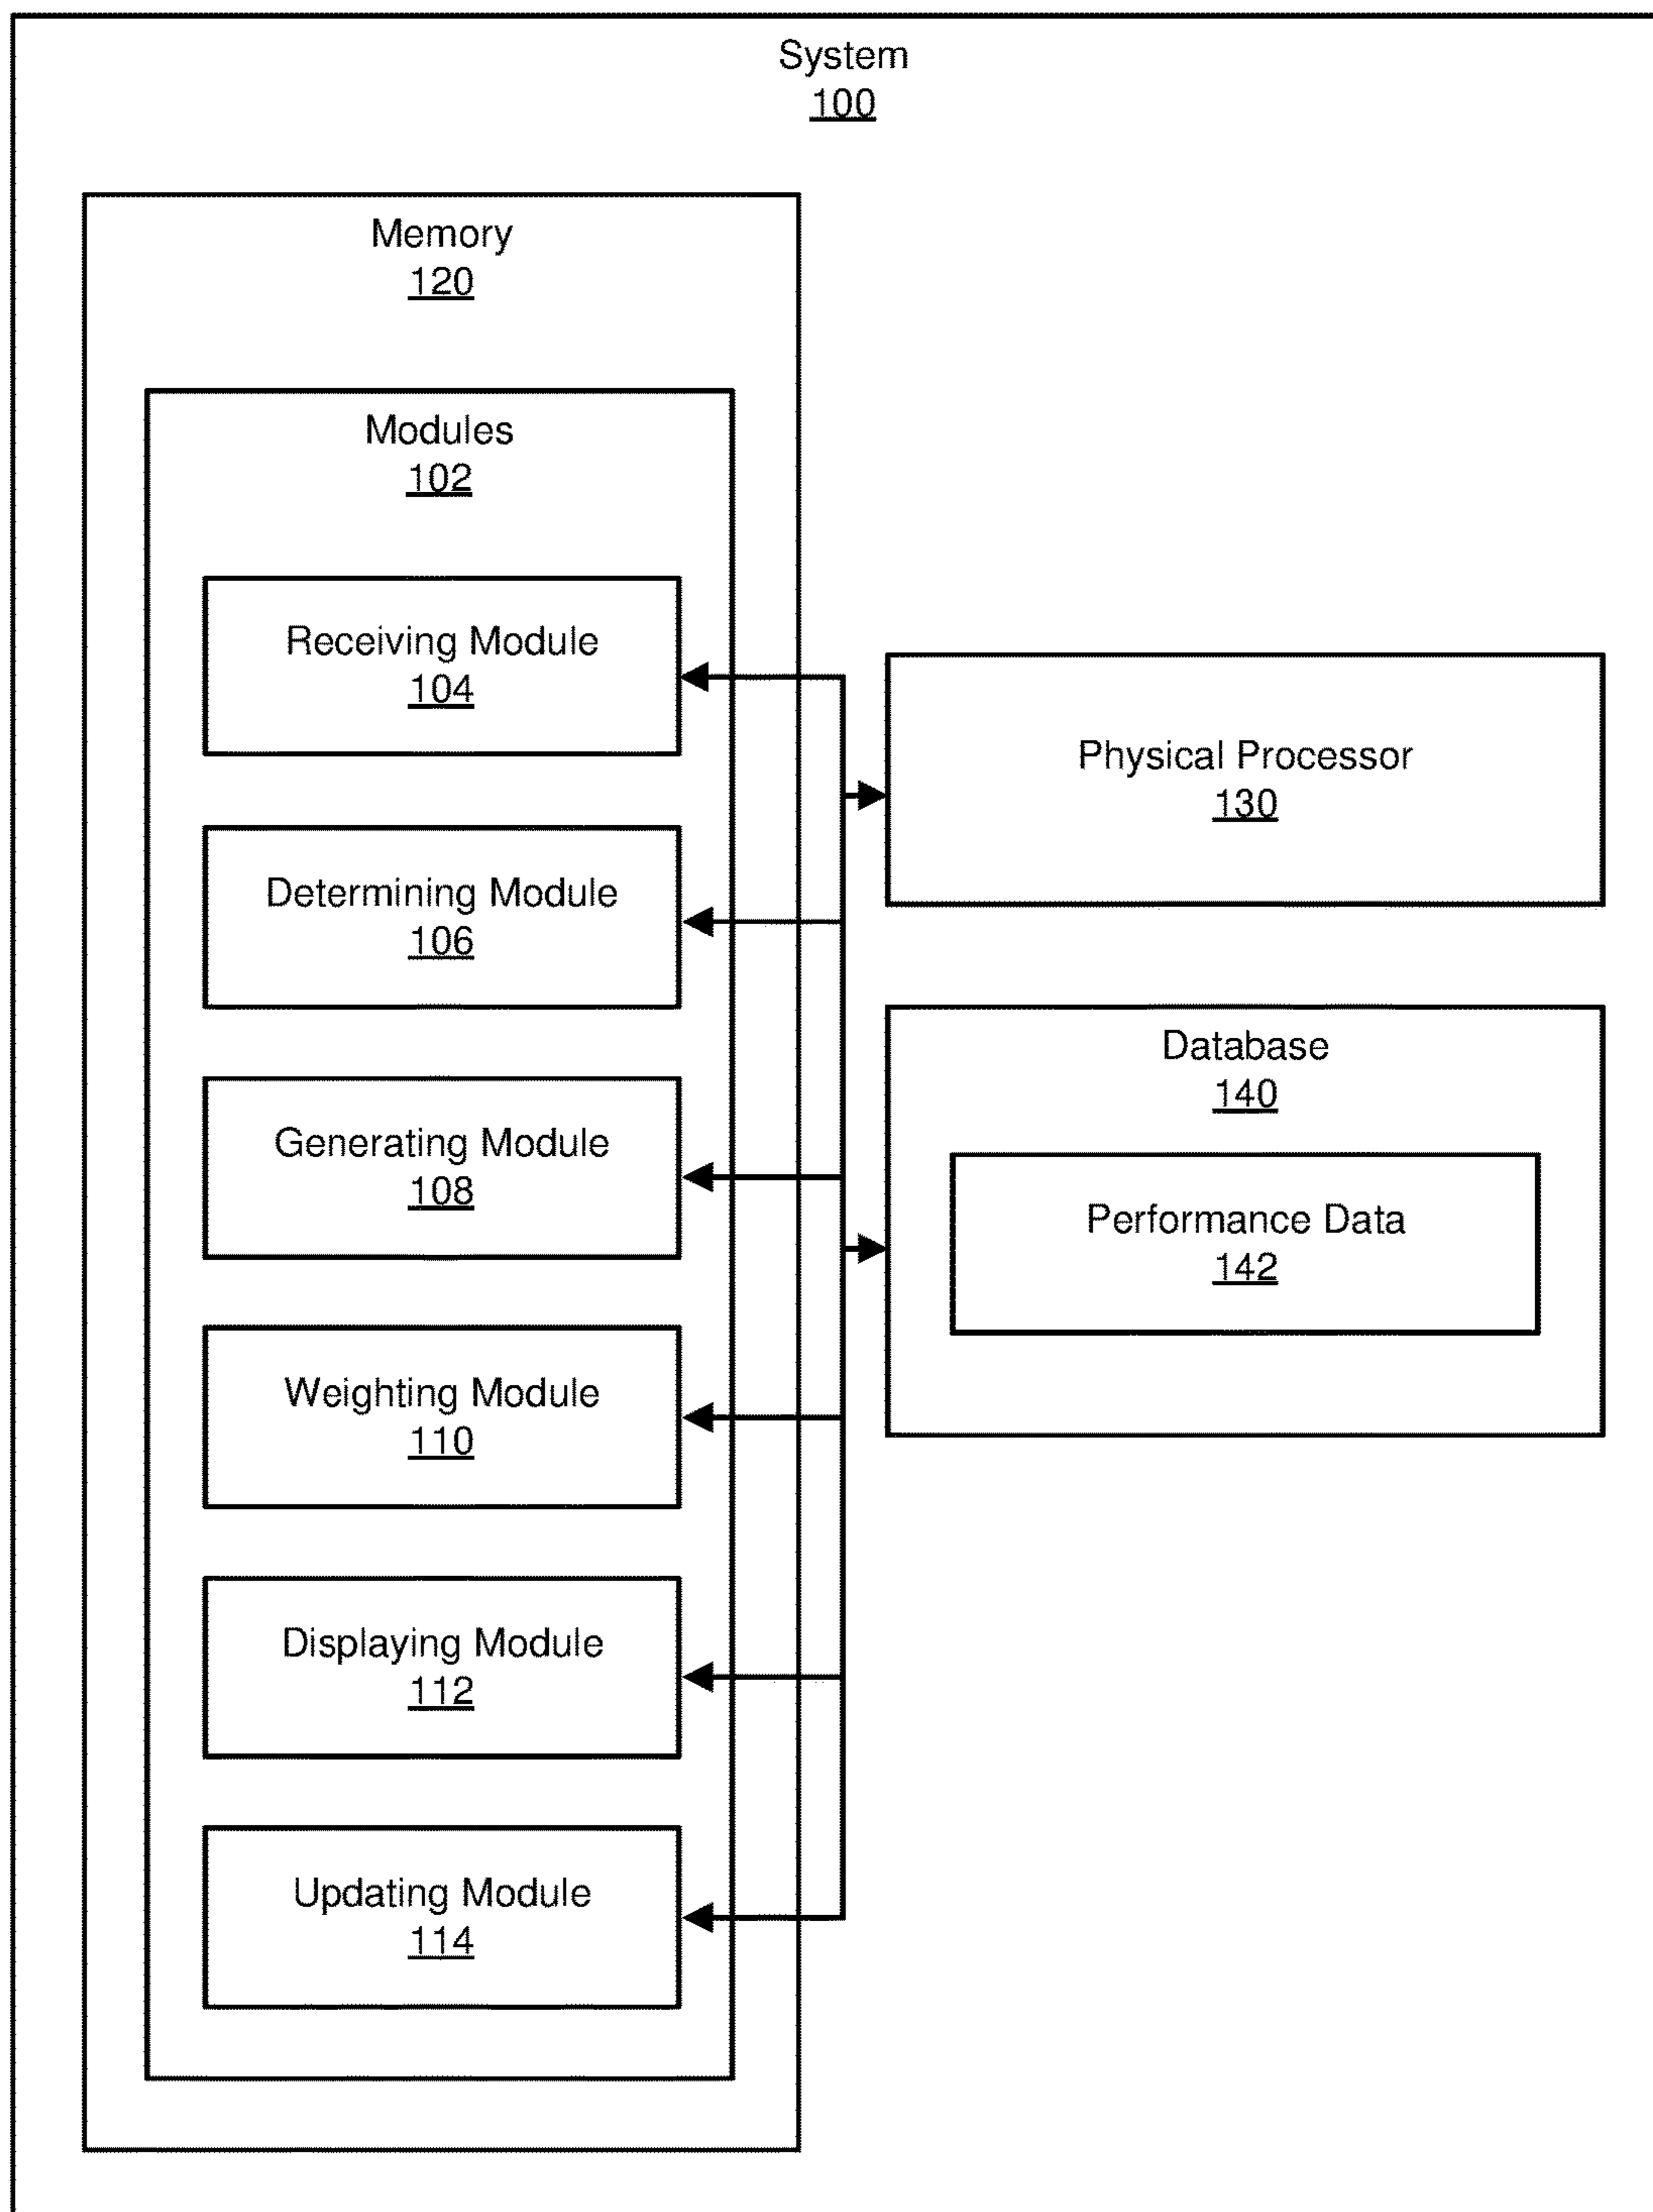 System
100
Memory
120
Modules
102
Receiving Module
104
Determining Module
106
Generating Module
108
Weighting Module
110
Displaying Module
112
Updating Module
114
Physical Processor
130
Database
140
Performance Data
142